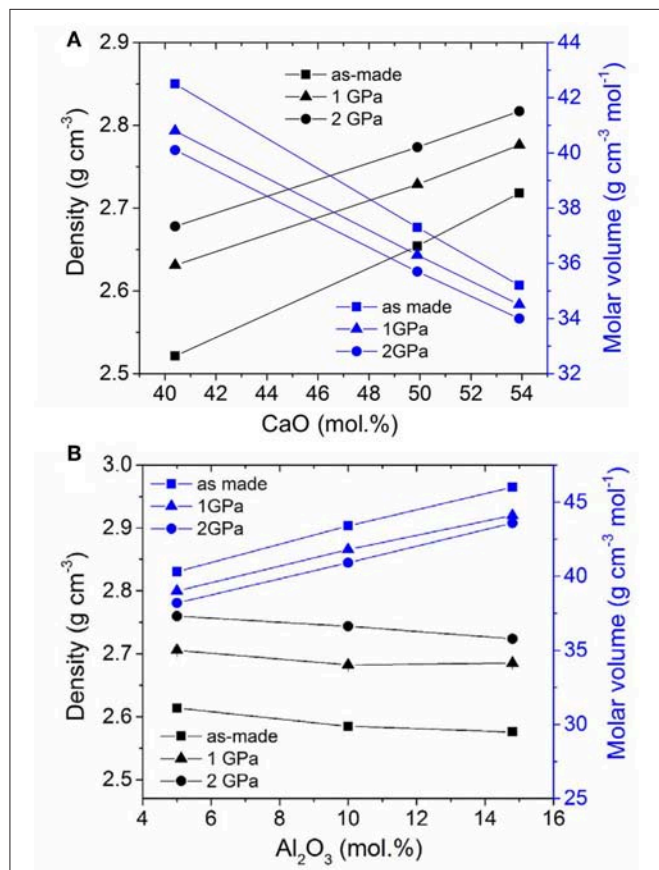 A
2.9
2.8
2.7
2.6
2.5
Density (g cm⁻³)
as-made
1 GPa
2 GPa
as made
1GPa
2GPa
44
42
40
38
36
34
32
Molar volume (g cm⁻³ mol⁻¹)
40 42 44 46 48 50 52 54
CaO (mol.%)
B
3.0
2.9
2.8
2.7
2.6
2.5
Density (g cm⁻³)
as made
1GPa
2GPa
as-made
1 GPa
2 GPa
45
40
35
30
25
Molar volume (g cm⁻³ mol⁻¹)
4 6 8 10 12 14 16
Al₂O₃ (mol.%)